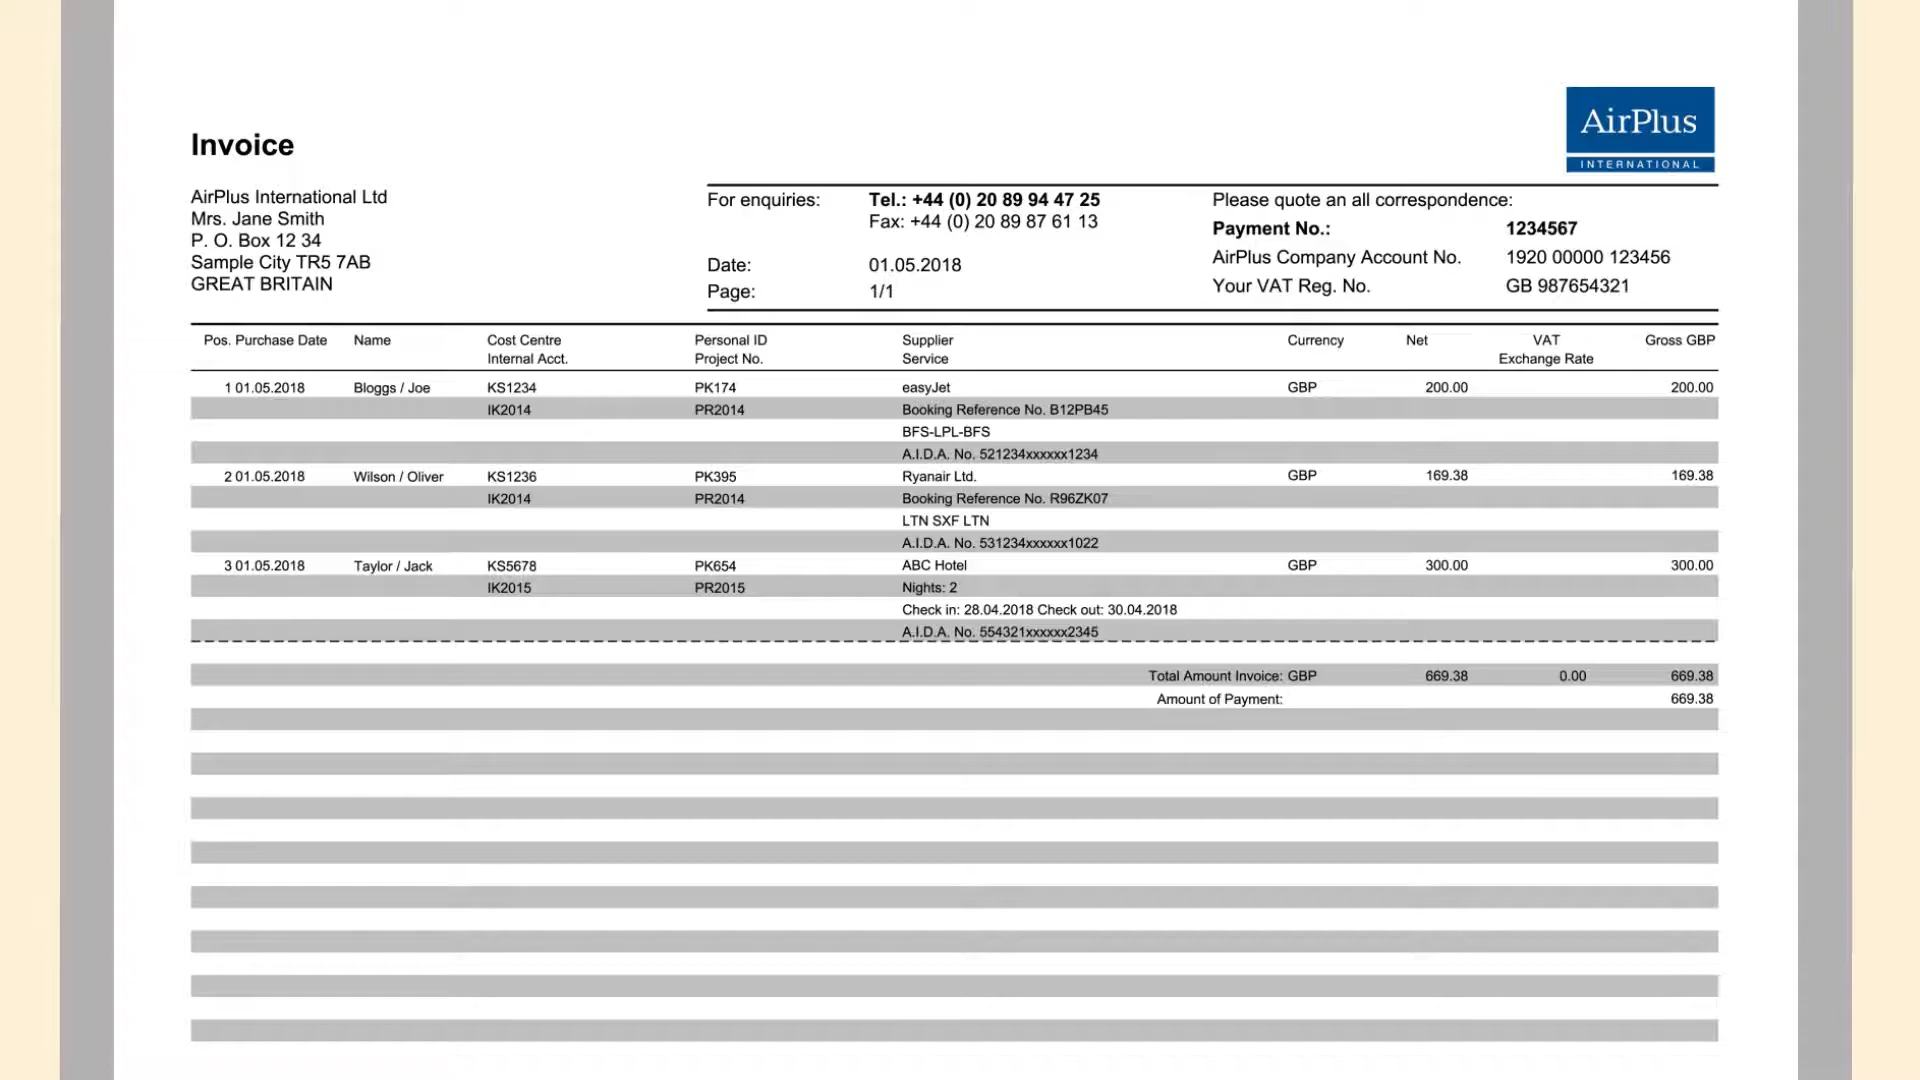 AirPlus
INTERNATIONAL
Invoice
AirPlus International Ltd
Mrs. Jane Smith
P. O. Box 12 34
Sample City TR5 7AB
GREAT BRITAIN
For enquiries: Tel.: +44 (0) 20 89 94 47 25
Fax: +44 (0) 20 89 87 61 13
Date: 01.05.2018
Page: 1/1
Please quote an all correspondence:
Payment No.: 1234567
AirPlus Company Account No. 1920 00000 123456
Your VAT Reg. No. GB 987654321
Pos. Purchase Date Name Cost Centre Personal ID Supplier Currency Net VAT Gross GBP
Internal Acct. Project No. Service Exchange Rate
1 01.05.2018 Bloggs / Joe KS1234 PK174 easyJet GBP 200.00 200.00
IK2014 PR2014 Booking Reference No. B12PB45
BFS-LPL-BFS
A.I.D.A. No. 521234xxxxxx1234
2 01.05.2018 Wilson / Oliver KS1236 PK395 Ryanair Ltd. GBP 169.38 169.38
IK2014 PR2014 Booking Reference No. R96ZK07
LTN SXF LTN
A.I.D.A. No. 531234xxxxxx1022
3 01.05.2018 Taylor / Jack KS5678 PK654 ABC Hotel GBP 300.00 300.00
IK2015 PR2015 Nights: 2
Check in: 28.04.2018 Check out: 30.04.2018
A.I.D.A. No. 554321xxxxxx2345
Total Amount Invoice: GBP 669.38 0.00 669.38
Amount of Payment: 669.38